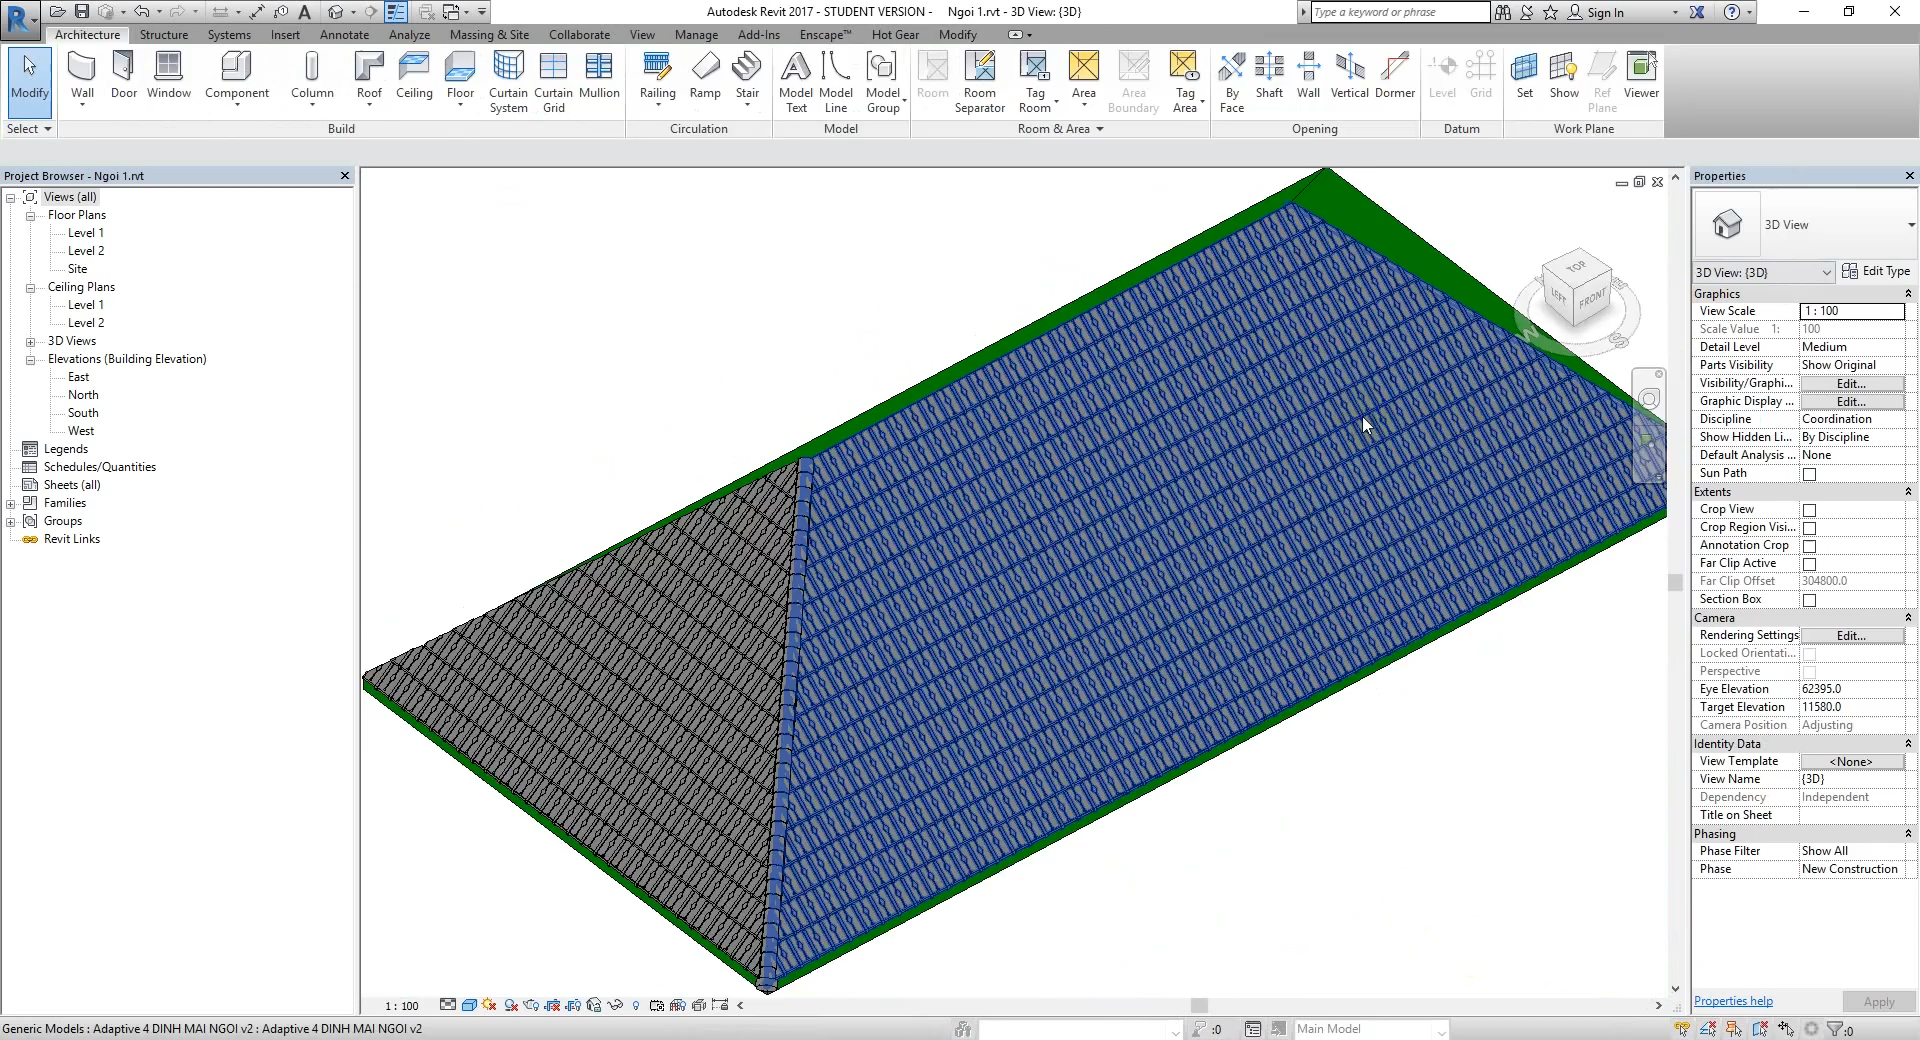 Autodesk Revit 2017 - STUDENT VERSION - Ngoi 1.rvt - 3D View: {3D}
Type a keyword or phrase
Sign In
Architecture Structure Systems Insert Annotate Analyze Massing & Site Collaborate View Manage Add-Ins Enscape™ Hot Gear Modify
Modify
Wall
Door
Window
Component
Column
Roof
Ceiling
Floor
Curtain System
Curtain Grid
Mullion
Railing
Ramp
Stair
Model Text
Model Line
Model Group
Room
Room Separator
Tag Room
Area
Area Boundary
Tag Area
By Face
Shaft
Wall
Vertical
Dormer
Level
Grid
Set
Show
Ref Plane
Viewer
Select
Build
Circulation
Model
Room & Area
Opening
Datum
Work Plane
Project Browser - Ngoi 1.rvt
Views (all)
Floor Plans
Level 1
Level 2
Site
Ceiling Plans
Level 1
Level 2
3D Views
Elevations (Building Elevation)
East
North
South
West
Legends
Schedules/Quantities
Sheets (all)
Families
Groups
Revit Links
TOP
LEFT
FRONT
W
S
Properties
3D View
3D View: {3D}
Edit Type
Graphics
View Scale 1 : 100
Scale Value 1: 100
Detail Level Medium
Parts Visibility Show Original
Visibility/Graphi... Edit...
Graphic Display ... Edit...
Discipline Coordination
Show Hidden Li... By Discipline
Default Analysis ... None
Sun Path
Extents
Crop View
Crop Region Visi...
Annotation Crop
Far Clip Active
Far Clip Offset 304800.0
Section Box
Camera
Rendering Settings Edit...
Locked Orientati...
Perspective
Eye Elevation 62395.0
Target Elevation 11580.0
Camera Position Adjusting
Identity Data
View Template <None>
View Name {3D}
Dependency Independent
Title on Sheet
Phasing
Phase Filter Show All
Phase New Construction
Properties help
Apply
1 : 100
Generic Models : Adaptive 4 DINH MAI NGOI v2 : Adaptive 4 DINH MAI NGOI v2
:0
Main Model
:0